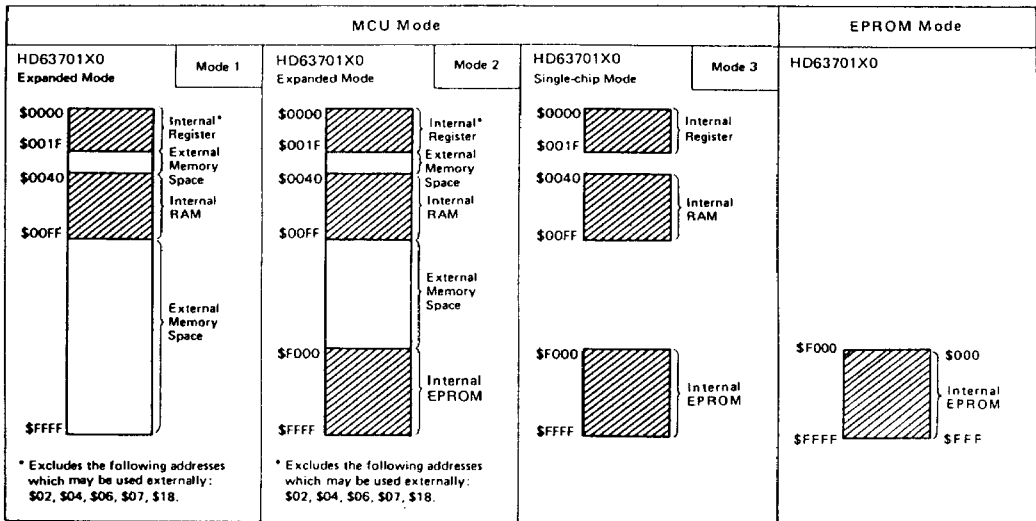 MCU Mode
EPROM Mode
HD63701X0
Expanded Mode
Mode 1
$0000
$001F
$0040
$00FF
$FFFF
Internal*
Register
External
Memory
Space
Internal
RAM
External
Memory
Space
* Excludes the following addresses
which may be used externally:
$02, $04, $06, $07, $18.
HD63701X0
Expanded Mode
Mode 2
$0000
$001F
$0040
$00FF
$F000
$FFFF
Internal*
Register
External
Memory
Space
Internal
RAM
External
Memory
Space
Internal
EPROM
* Excludes the following addresses
which may be used externally:
$02, $04, $06, $07, $18.
HD63701X0
Single-chip Mode
Mode 3
$0000
$001F
$0040
$00FF
$F000
$FFFF
Internal
Register
Internal
RAM
Internal
EPROM
HD63701X0
$F000
$FFFF
$000
Internal
EPROM
$FFF